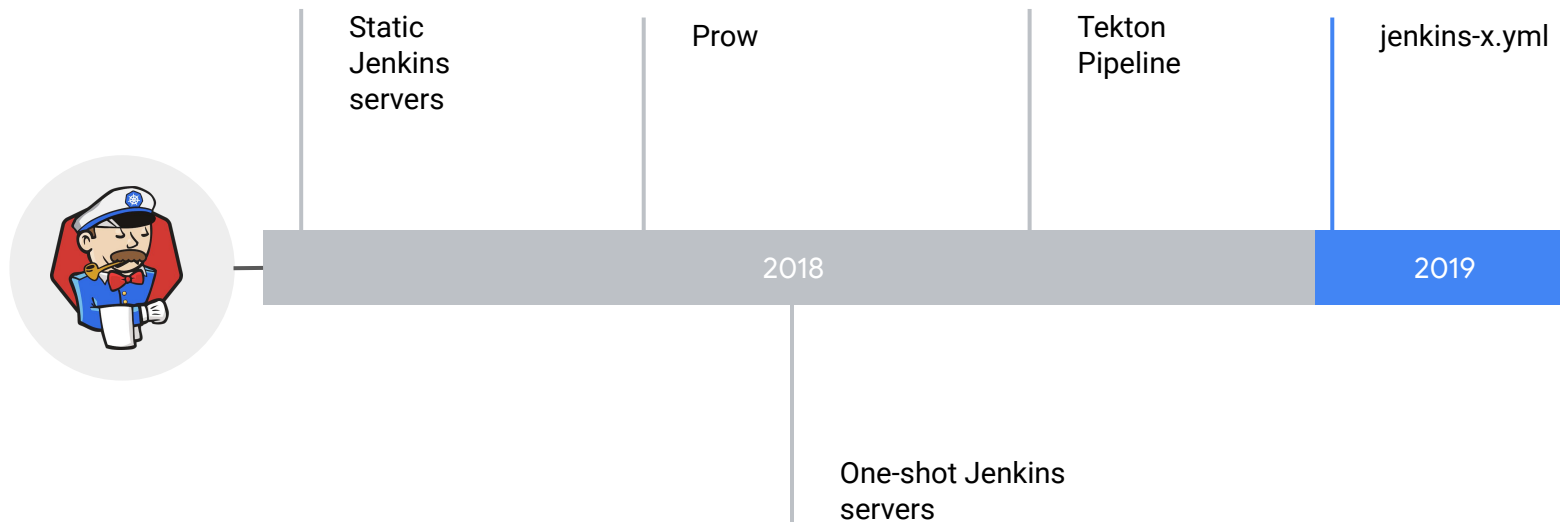 Static
Jenkins
servers
Prow
Tekton
Pipeline
jenkins-x.yml
2018
2019
One-shot Jenkins
servers